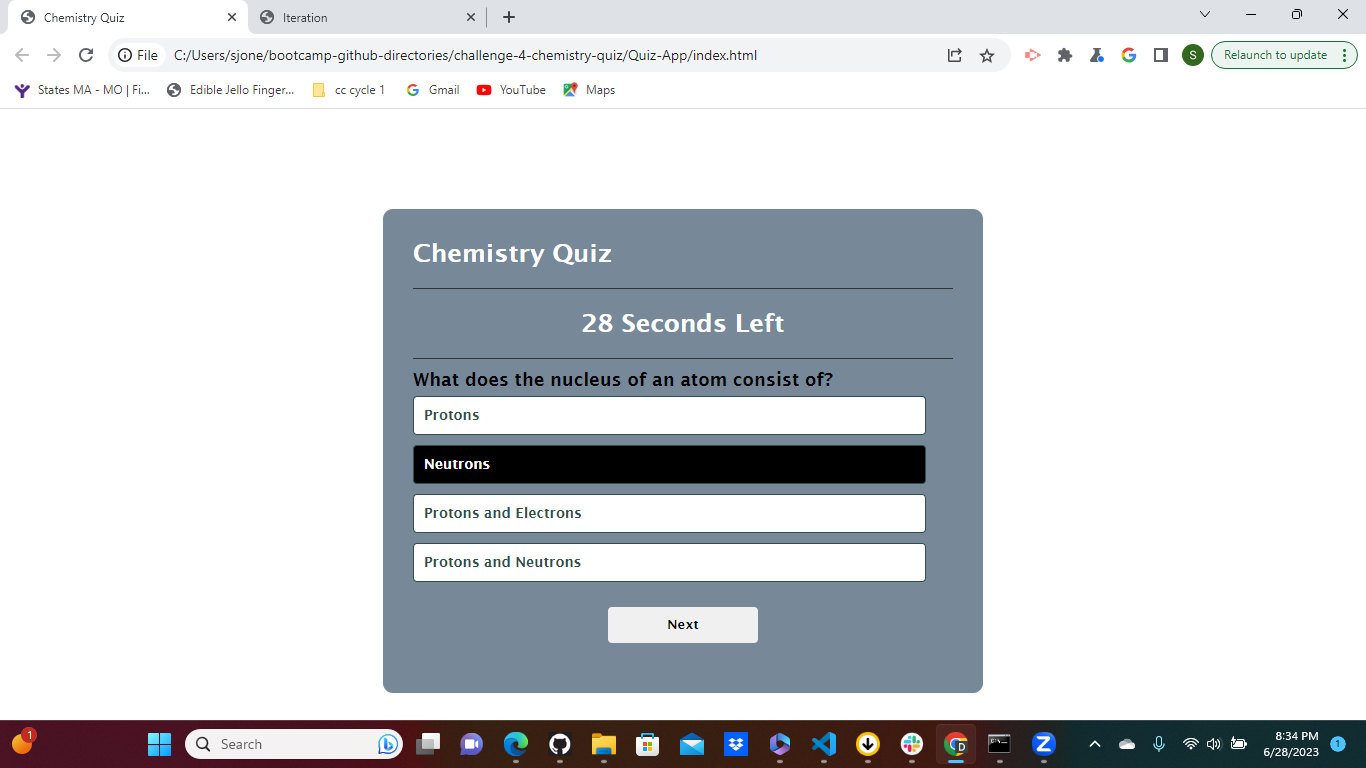 Chemistry Quiz
Iteration
File
C:/Users/sjone/bootcamp-github-directories/challenge-4-chemistry-quiz/Quiz-App/index.html
S
Relaunch to update
States MA - MO | Fi...
Edible Jello Finger...
cc cycle 1
Gmail
YouTube
Maps
Chemistry Quiz
28 Seconds Left
What does the nucleus of an atom consist of?
Protons
Neutrons
Protons and Electrons
Protons and Neutrons
Next
1
Search
D
8:34 PM
6/28/2023
1